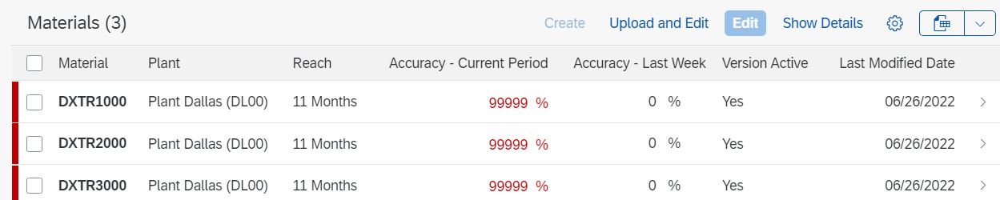 Materials (3) Create Upload and Edit Edit Show Details
Material Plant Reach Accuracy - Current Period Accuracy - Last Week Version Active Last Modified Date
DXTR1000 Plant Dallas (DL00) 11 Months 99999 % 0 % Yes 06/26/2022
DXTR2000 Plant Dallas (DL00) 11 Months 99999 % 0 % Yes 06/26/2022
DXTR3000 Plant Dallas (DL00) 11 Months 99999 % 0 % Yes 06/26/2022